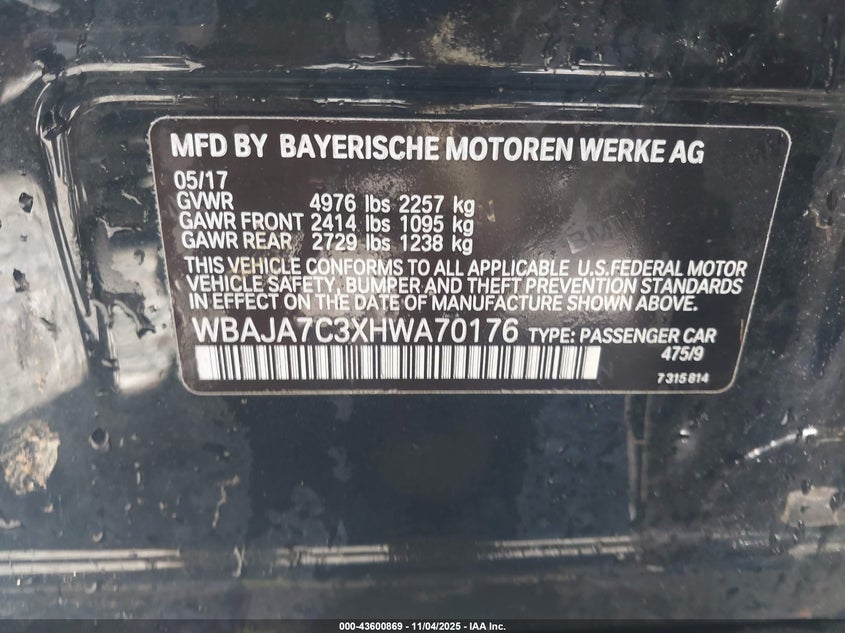 MFD BY BAYERISCHE MOTOREN WERKE AG
05/17
GVWR 4976 lbs 2257 kg
GAWR FRONT 2414 lbs 1095 kg
GAWR REAR 2729 lbs 1238 kg
THIS VEHICLE CONFORMS TO ALL APPLICABLE U.S.FEDERAL MOTOR
VEHICLE SAFETY, BUMPER AND THEFT PREVENTION STANDARDS
IN EFFECT ON THE DATE OF MANUFACTURE SHOWN ABOVE.
WBAJA7C3XHWA70176 TYPE: PASSENGER CAR
475/9
7 315 814
000-43600869 - 11/04/2025 - IAA Inc.